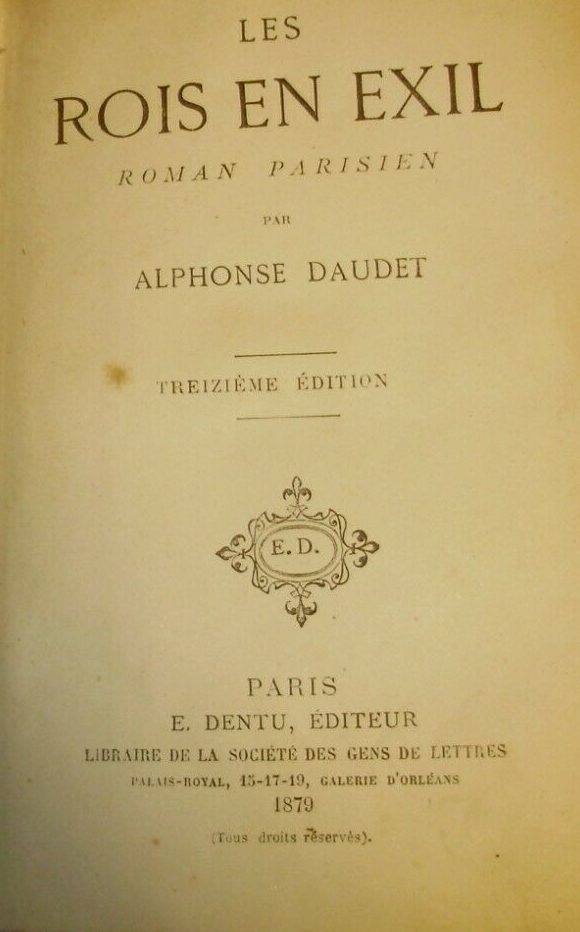 LES
ROIS EN EXIL
ROMAN PARISIEN
PAR
ALPHONSE DAUDET
TREIZIÈME ÉDITION
E. D.
PARIS
E. DENTU, ÉDITEUR
LIBRAIRE DE LA SOCIÉTÉ DES GENS DE LETTRES
PALAIS-ROYAL, 15-17-19, GALERIE D'ORLÉANS
1879
(Tous droits réservés).